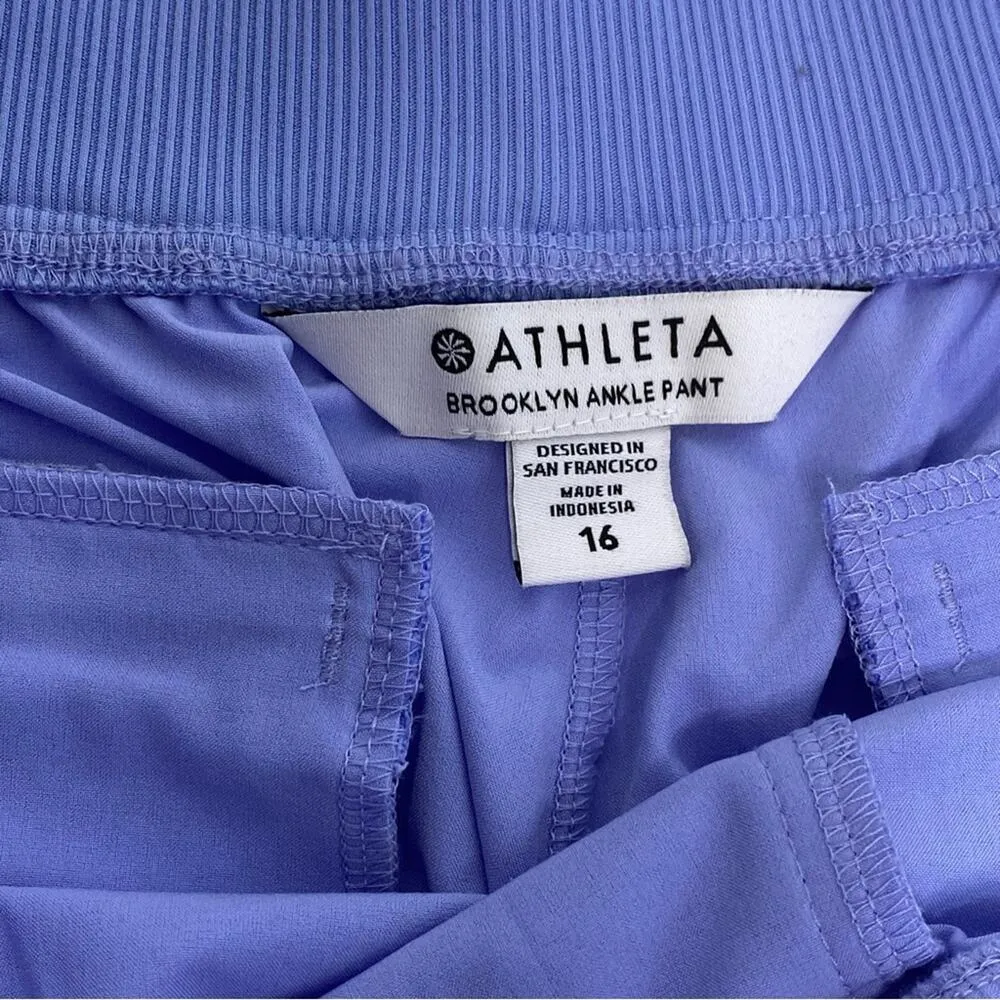 ATHLETA
BROOKLYN ANKLE PANT
DESIGNED IN
SAN FRANCISCO
MADE IN
INDONESIA
16